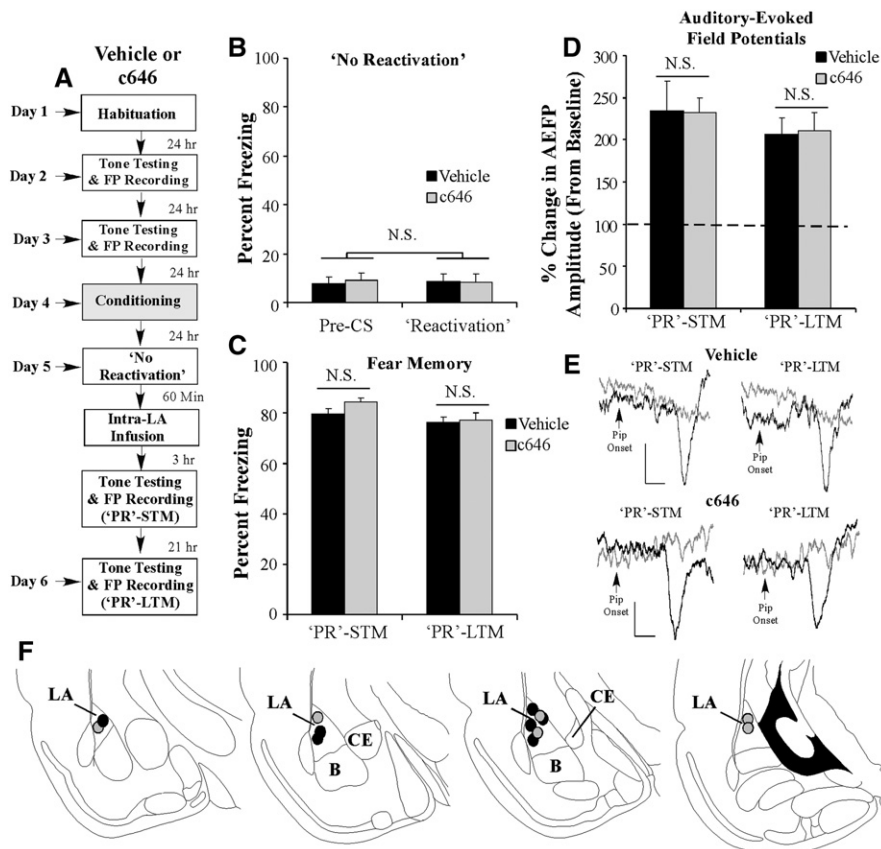 A
Vehicle or
c646
Day 1
Habituation
24 hr
Day 2
Tone Testing
& FP Recording
24 hr
Day 3
Tone Testing
& FP Recording
24 hr
Day 4
Conditioning
24 hr
Day 5
'No
Reactivation'
60 Min
Intra-LA
Infusion
3 hr
Tone Testing
& FP Recording
('PR'-STM)
21 hr
Day 6
Tone Testing
& FP Recording
('PR'-LTM)
B
'No Reactivation'
Percent Freezing
100
80
60
40
20
0
Vehicle
c646
N.S.
Pre-CS
'Reactivation'
C
Fear Memory
Percent Freezing
100
80
60
40
20
0
N.S.
N.S.
Vehicle
c646
'PR'-STM
'PR'-LTM
D
Auditory-Evoked
Field Potentials
% Change in AEFP
Amplitude (From Baseline)
300
250
200
150
100
50
0
N.S.
N.S.
Vehicle
c646
'PR'-STM
'PR'-LTM
E
Vehicle
'PR'-STM
'PR'-LTM
Pip
Onset
Pip
Onset
c646
'PR'-STM
'PR'-LTM
Pip
Onset
Pip
Onset
F
LA
LA
CE
B
LA
CE
B
LA